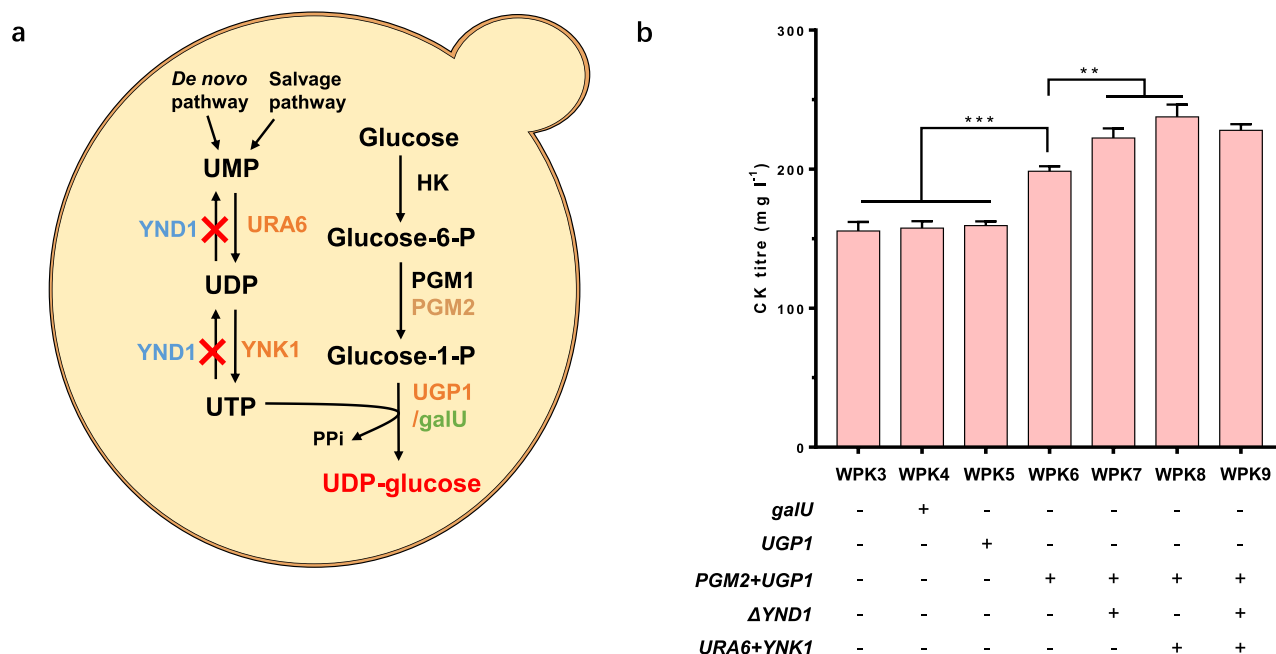 a
De novo
pathway
Salvage
pathway
UMP
YND1
URA6
UDP
YND1
YNK1
UTP
PPi
Glucose
HK
Glucose-6-P
PGM1
PGM2
Glucose-1-P
UGP1
/galU
UDP-glucose
b
CK titre (mg l⁻¹)
300
200
100
0
***
**
WPK3 WPK4 WPK5 WPK6 WPK7 WPK8 WPK9
galU - + - - - - -
UGP1 - - + - - - -
PGM2+UGP1 - - - + + + +
ΔYND1 - - - - + - +
URA6+YNK1 - - - - - + +